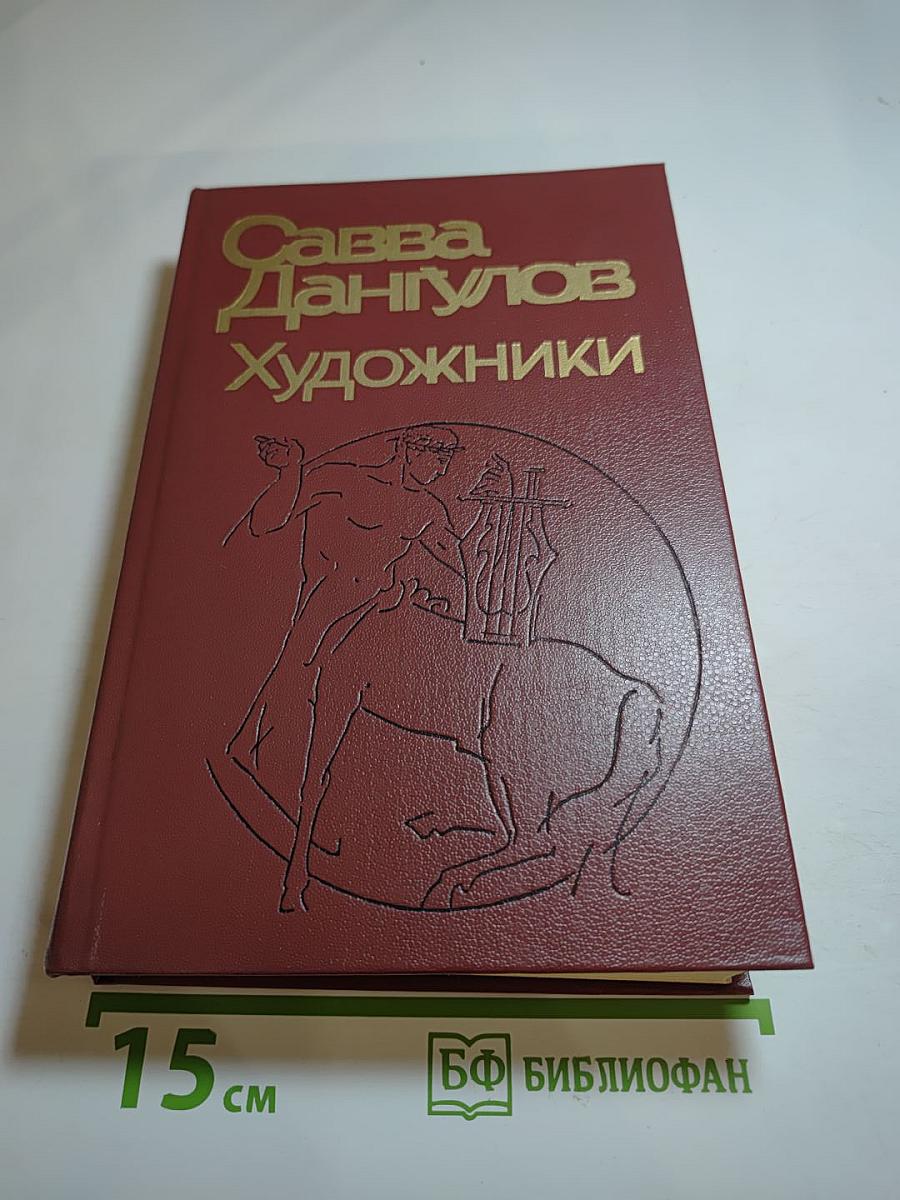 Савва
Дангулов
Художники
15 см
БФ БИБЛИОФАН